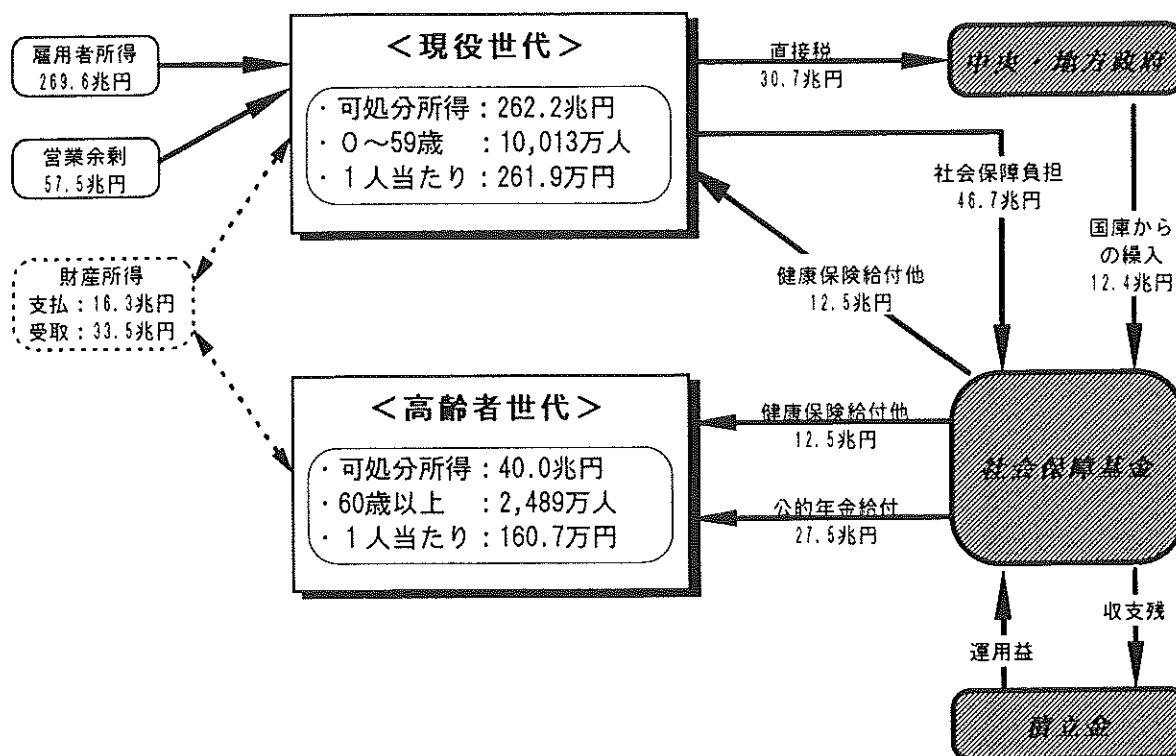 ＜現役世代＞
・可処分所得：262.2兆円
・０～59歳　：10,013万人
・１人当たり：261.9万円
雇用者所得
269.6兆円
営業余剰
57.5兆円
財産所得
支払：16.3兆円
受取：33.5兆円
直接税
30.7兆円
中央・地方政府
社会保障負担
46.7兆円
国庫から
の繰入
12.4兆円
健康保険給付他
12.5兆円
＜高齢者世代＞
・可処分所得：40.0兆円
・60歳以上　：2,489万人
・１人当たり：160.7万円
健康保険給付他
12.5兆円
公的年金給付
27.5兆円
社会保障基金
運用益
収支残
積立金